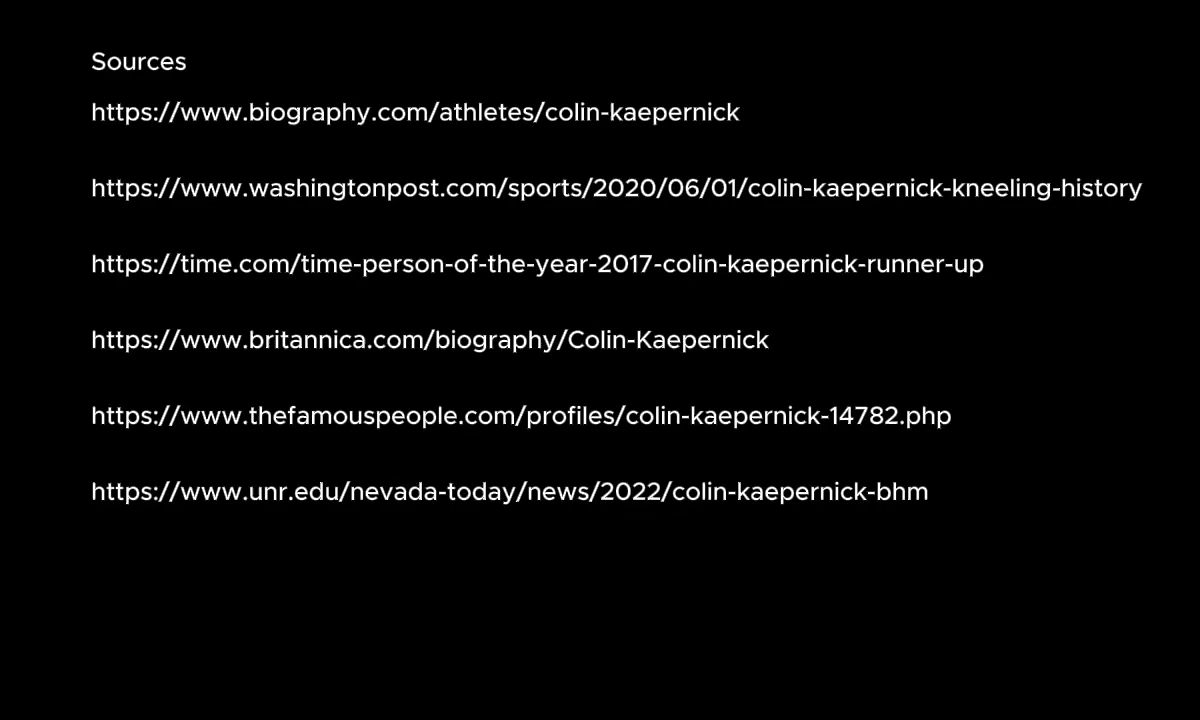 Sources
https://www.biography.com/athletes/colin-kaepernick
https://www.washingtonpost.com/sports/2020/06/01/colin-kaepernick-kneeling-history
https://time.com/time-person-of-the-year-2017-colin-kaepernick-runner-up
https://www.britannica.com/biography/Colin-Kaepernick
https://www.thefamouspeople.com/profiles/colin-kaepernick-14782.php
https://www.unr.edu/nevada-today/news/2022/colin-kaepernick-bhm